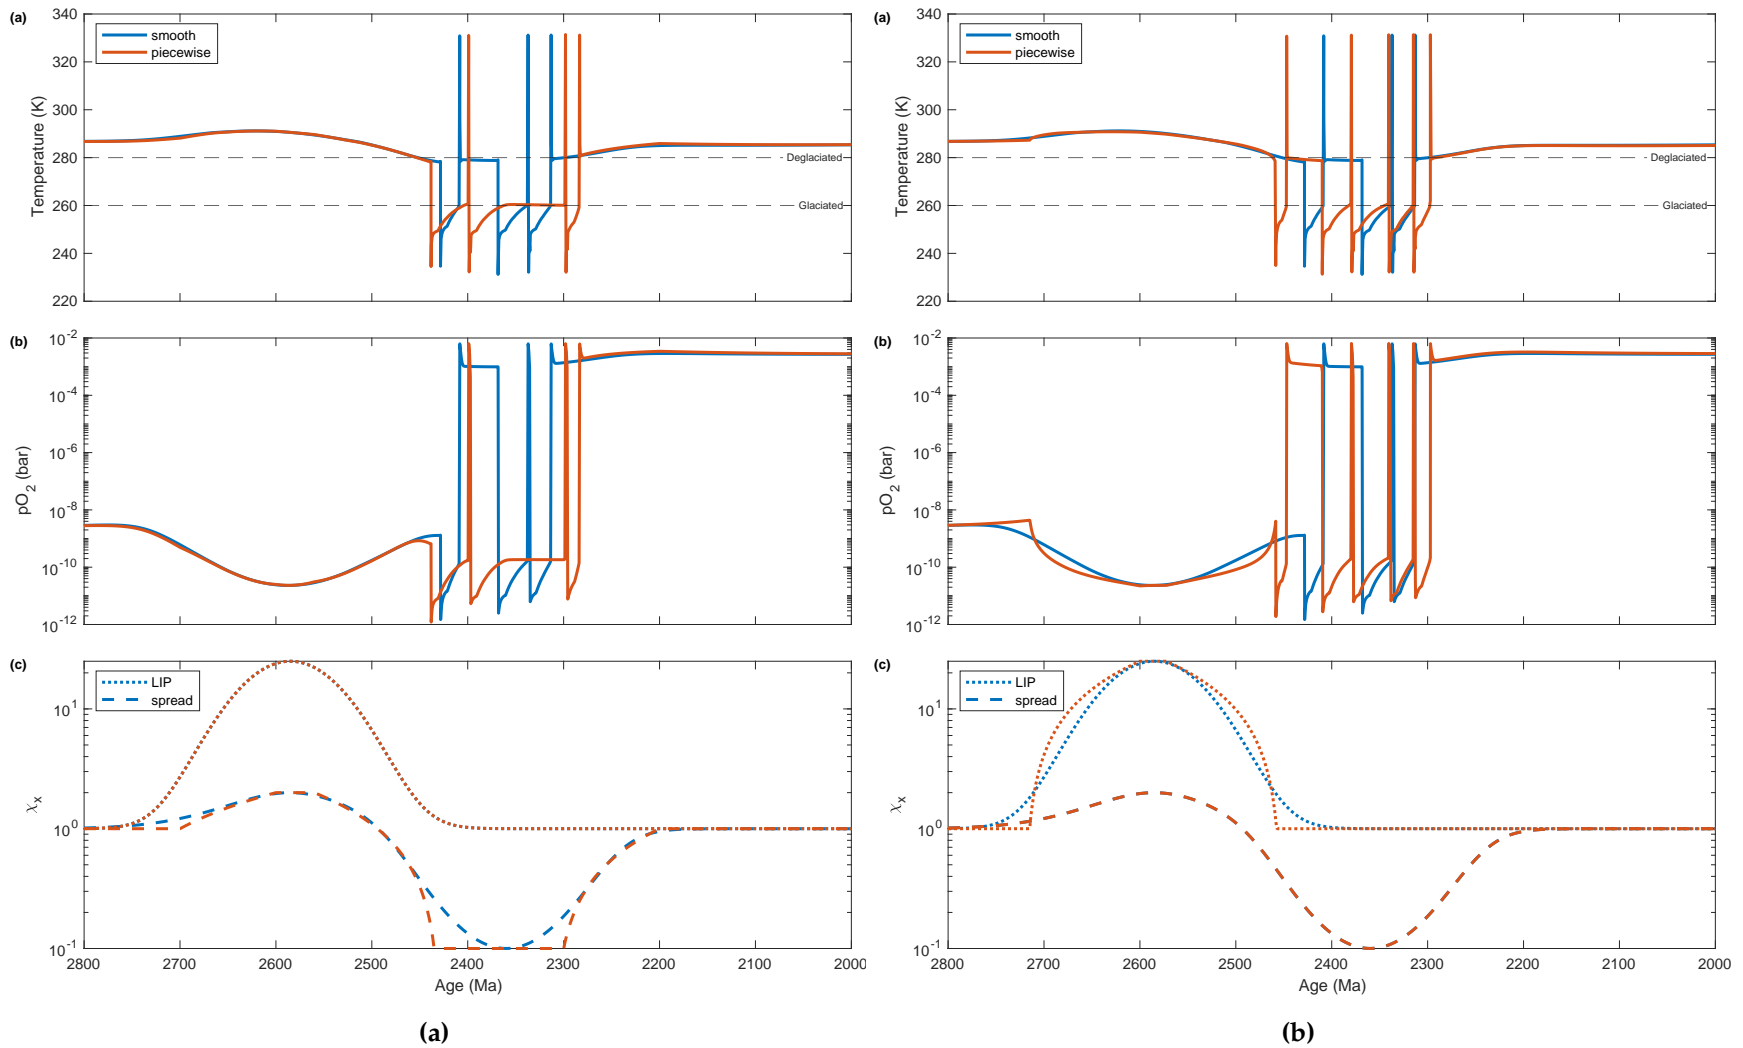 (a)
smooth
piecewise
340
320
300
280
260
240
220
Temperature (K)
Deglaciated
Glaciated
(b)
10^-2
10^-4
10^-6
10^-8
10^-10
10^-12
pO_2 (bar)
(c)
LIP
spread
10^1
10^0
10^-1
χ_x
2800 2700 2600 2500 2400 2300 2200 2100 2000
Age (Ma)
(a)
(a)
smooth
piecewise
340
320
300
280
260
240
220
Temperature (K)
Deglaciated
Glaciated
(b)
10^-2
10^-4
10^-6
10^-8
10^-10
10^-12
pO_2 (bar)
(c)
LIP
spread
10^1
10^0
10^-1
χ_x
2800 2700 2600 2500 2400 2300 2200 2100 2000
Age (Ma)
(b)